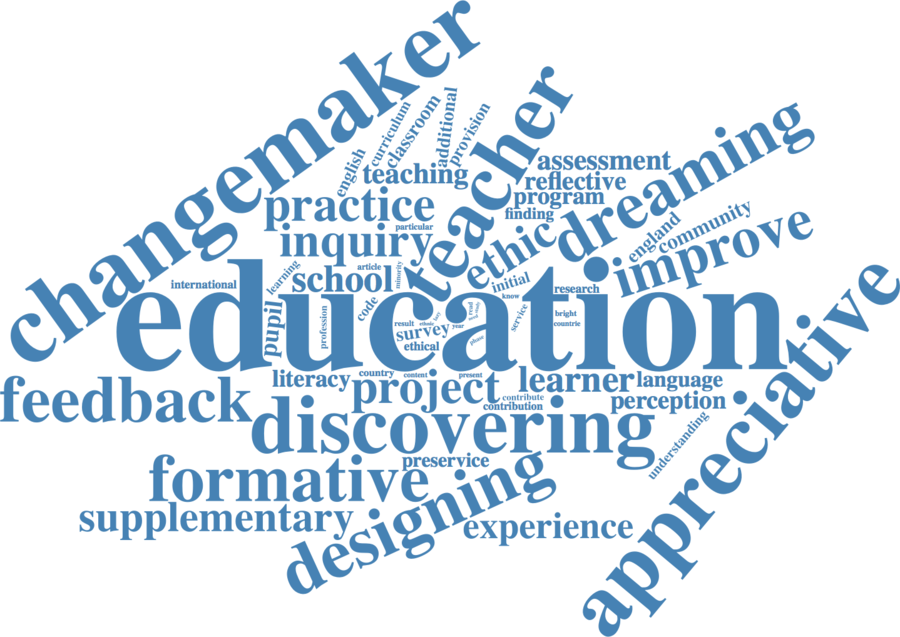 changemaker
teacher
dreaming
english
curriculum
classroom
additional
provision
teaching
assessment
reflective
program
finding
practice
particular
inquiry
ethic
england
community
improve
learning
article
minority
school
international
initial
know
research
education
pupil
profession
code
result
ethnic
year
survey
ethical
read
service
bright
countrie
phase
appreciative
feedback
literacy
country
content
present
project
learner
language
contribute
contribution
perception
discovering
understanding
preservice
formative
supplementary
designing
experience